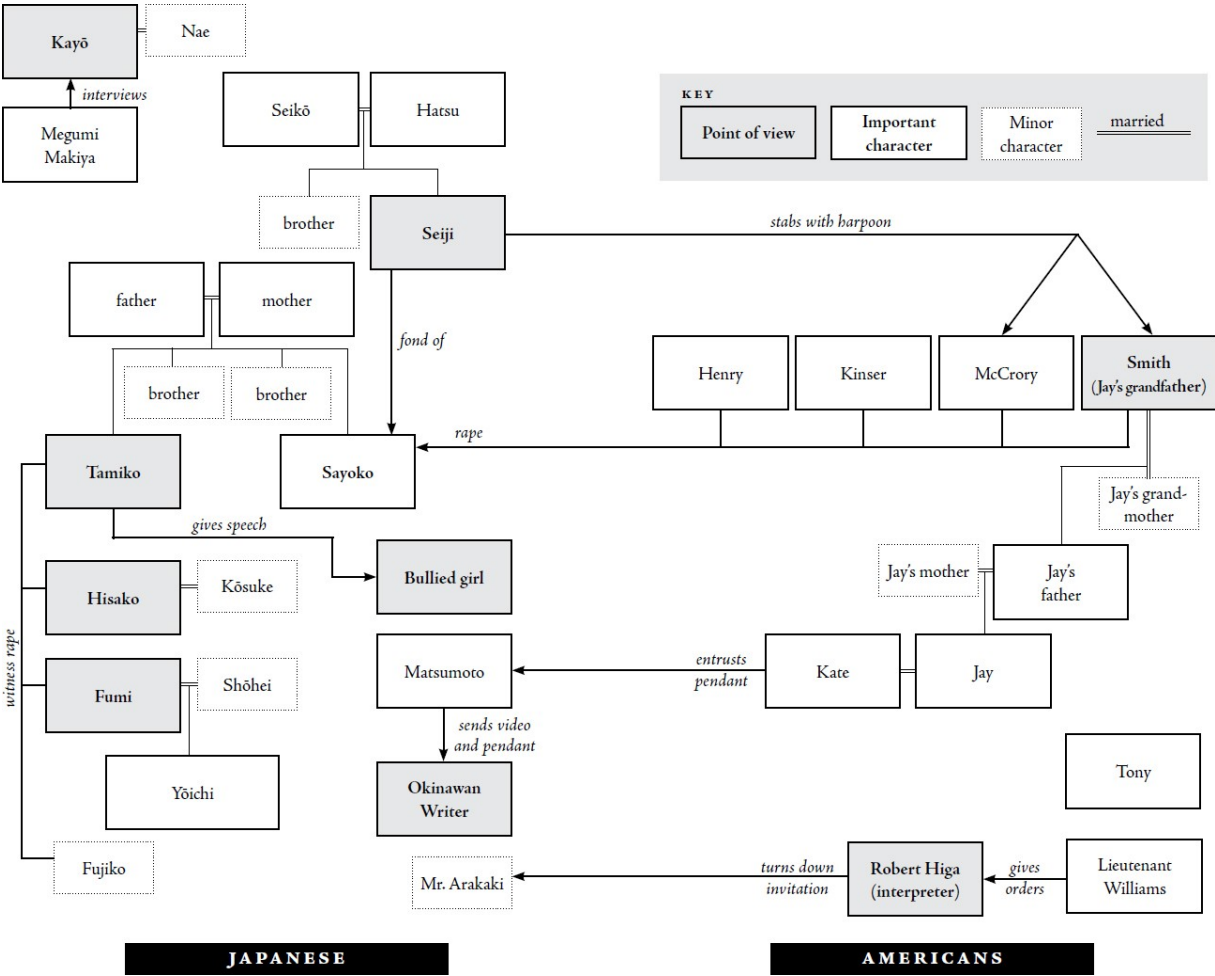 Kayō
Nae
interviews
Megumi
Makiya
Seikō
Hatsu
KEY
Point of view
Important
character
Minor
character
married
brother
Seiji
stabs with harpoon
father
mother
fond of
brother
brother
Henry
Kinser
McCrory
Smith
(Jay's grandfather)
rape
Tamiko
Sayoko
Jay's grand-
mother
gives speech
Bullied girl
Jay's mother
Jay's
father
Hisako
Kōsuke
witness rape
Matsumoto
entrusts
pendant
Kate
Jay
Fumi
Shōhei
sends video
and pendant
Yōichi
Okinawan
Writer
Tony
Fujiko
Mr. Arakaki
turns down
invitation
Robert Higa
(interpreter)
gives
orders
Lieutenant
Williams
JAPANESE
AMERICANS